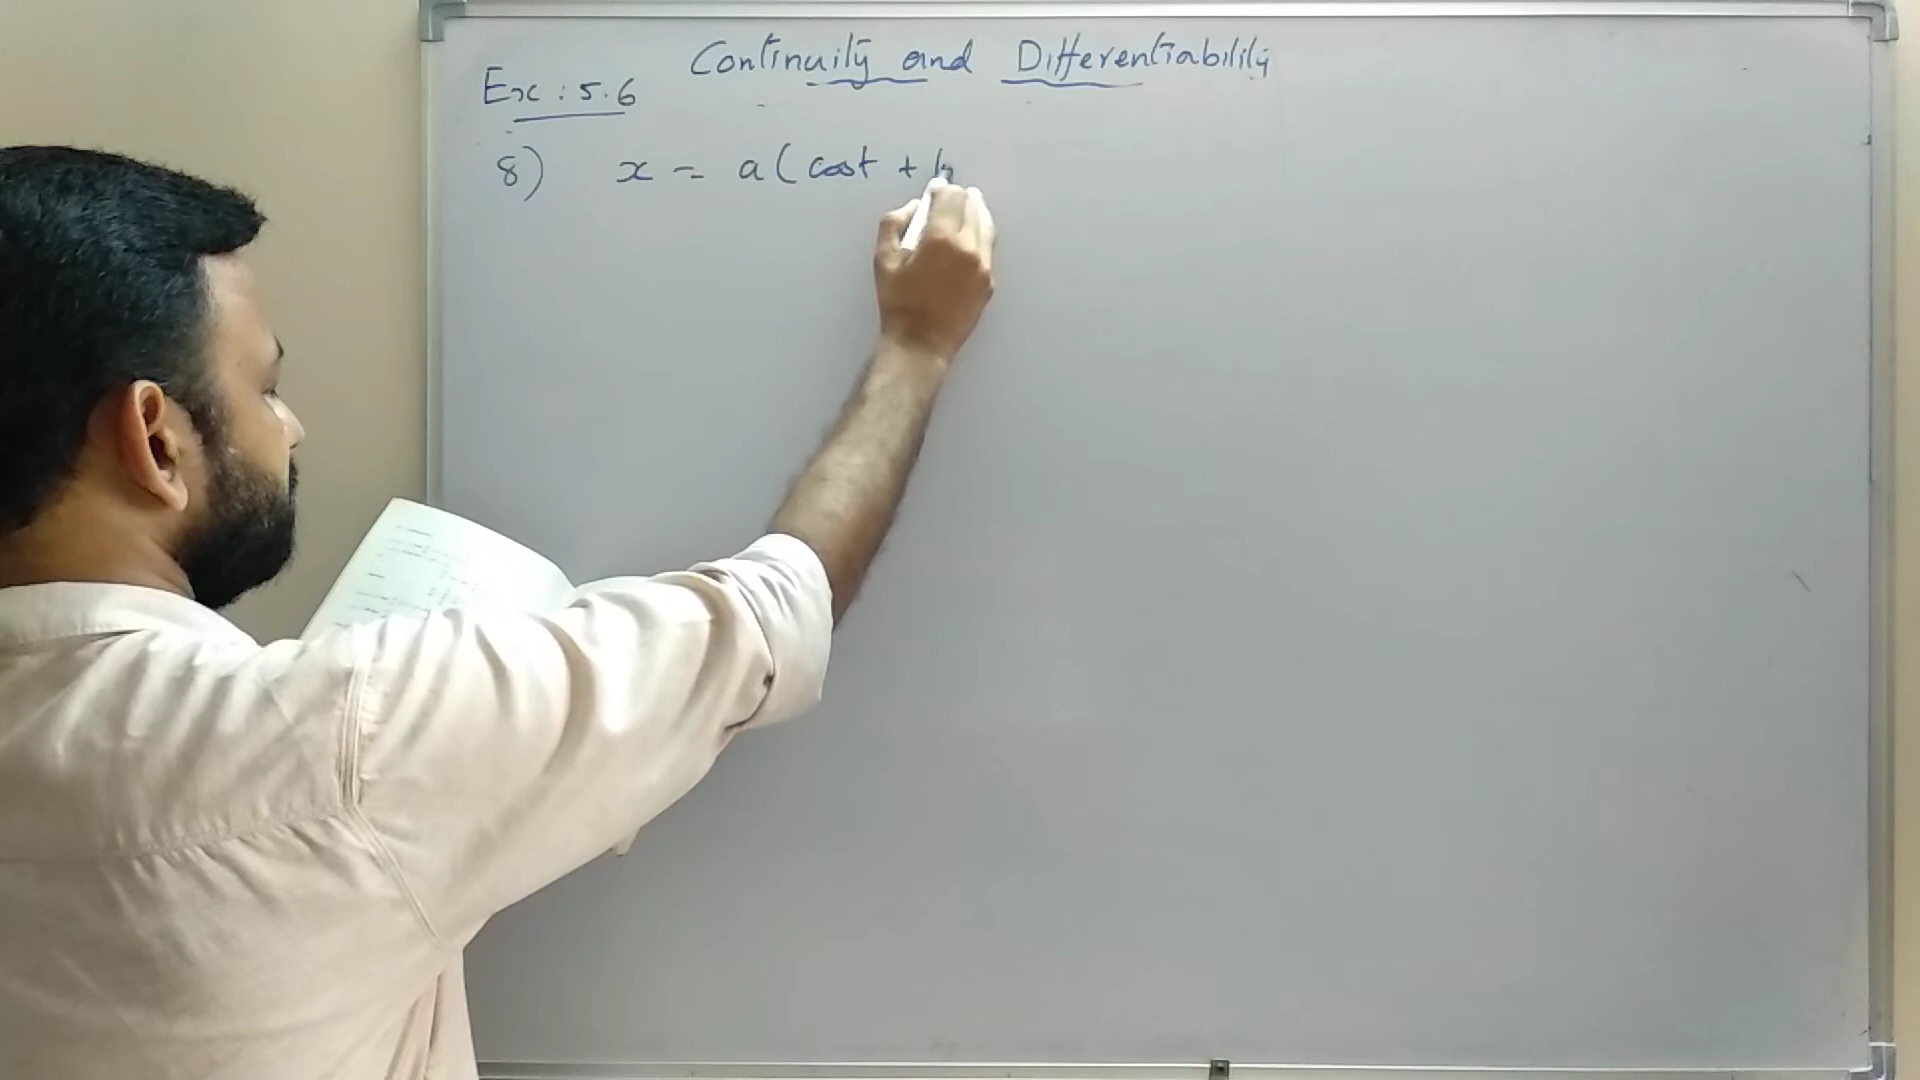 Continuity and Differentiability
Ex : 5.6
8) x = a ( cost +